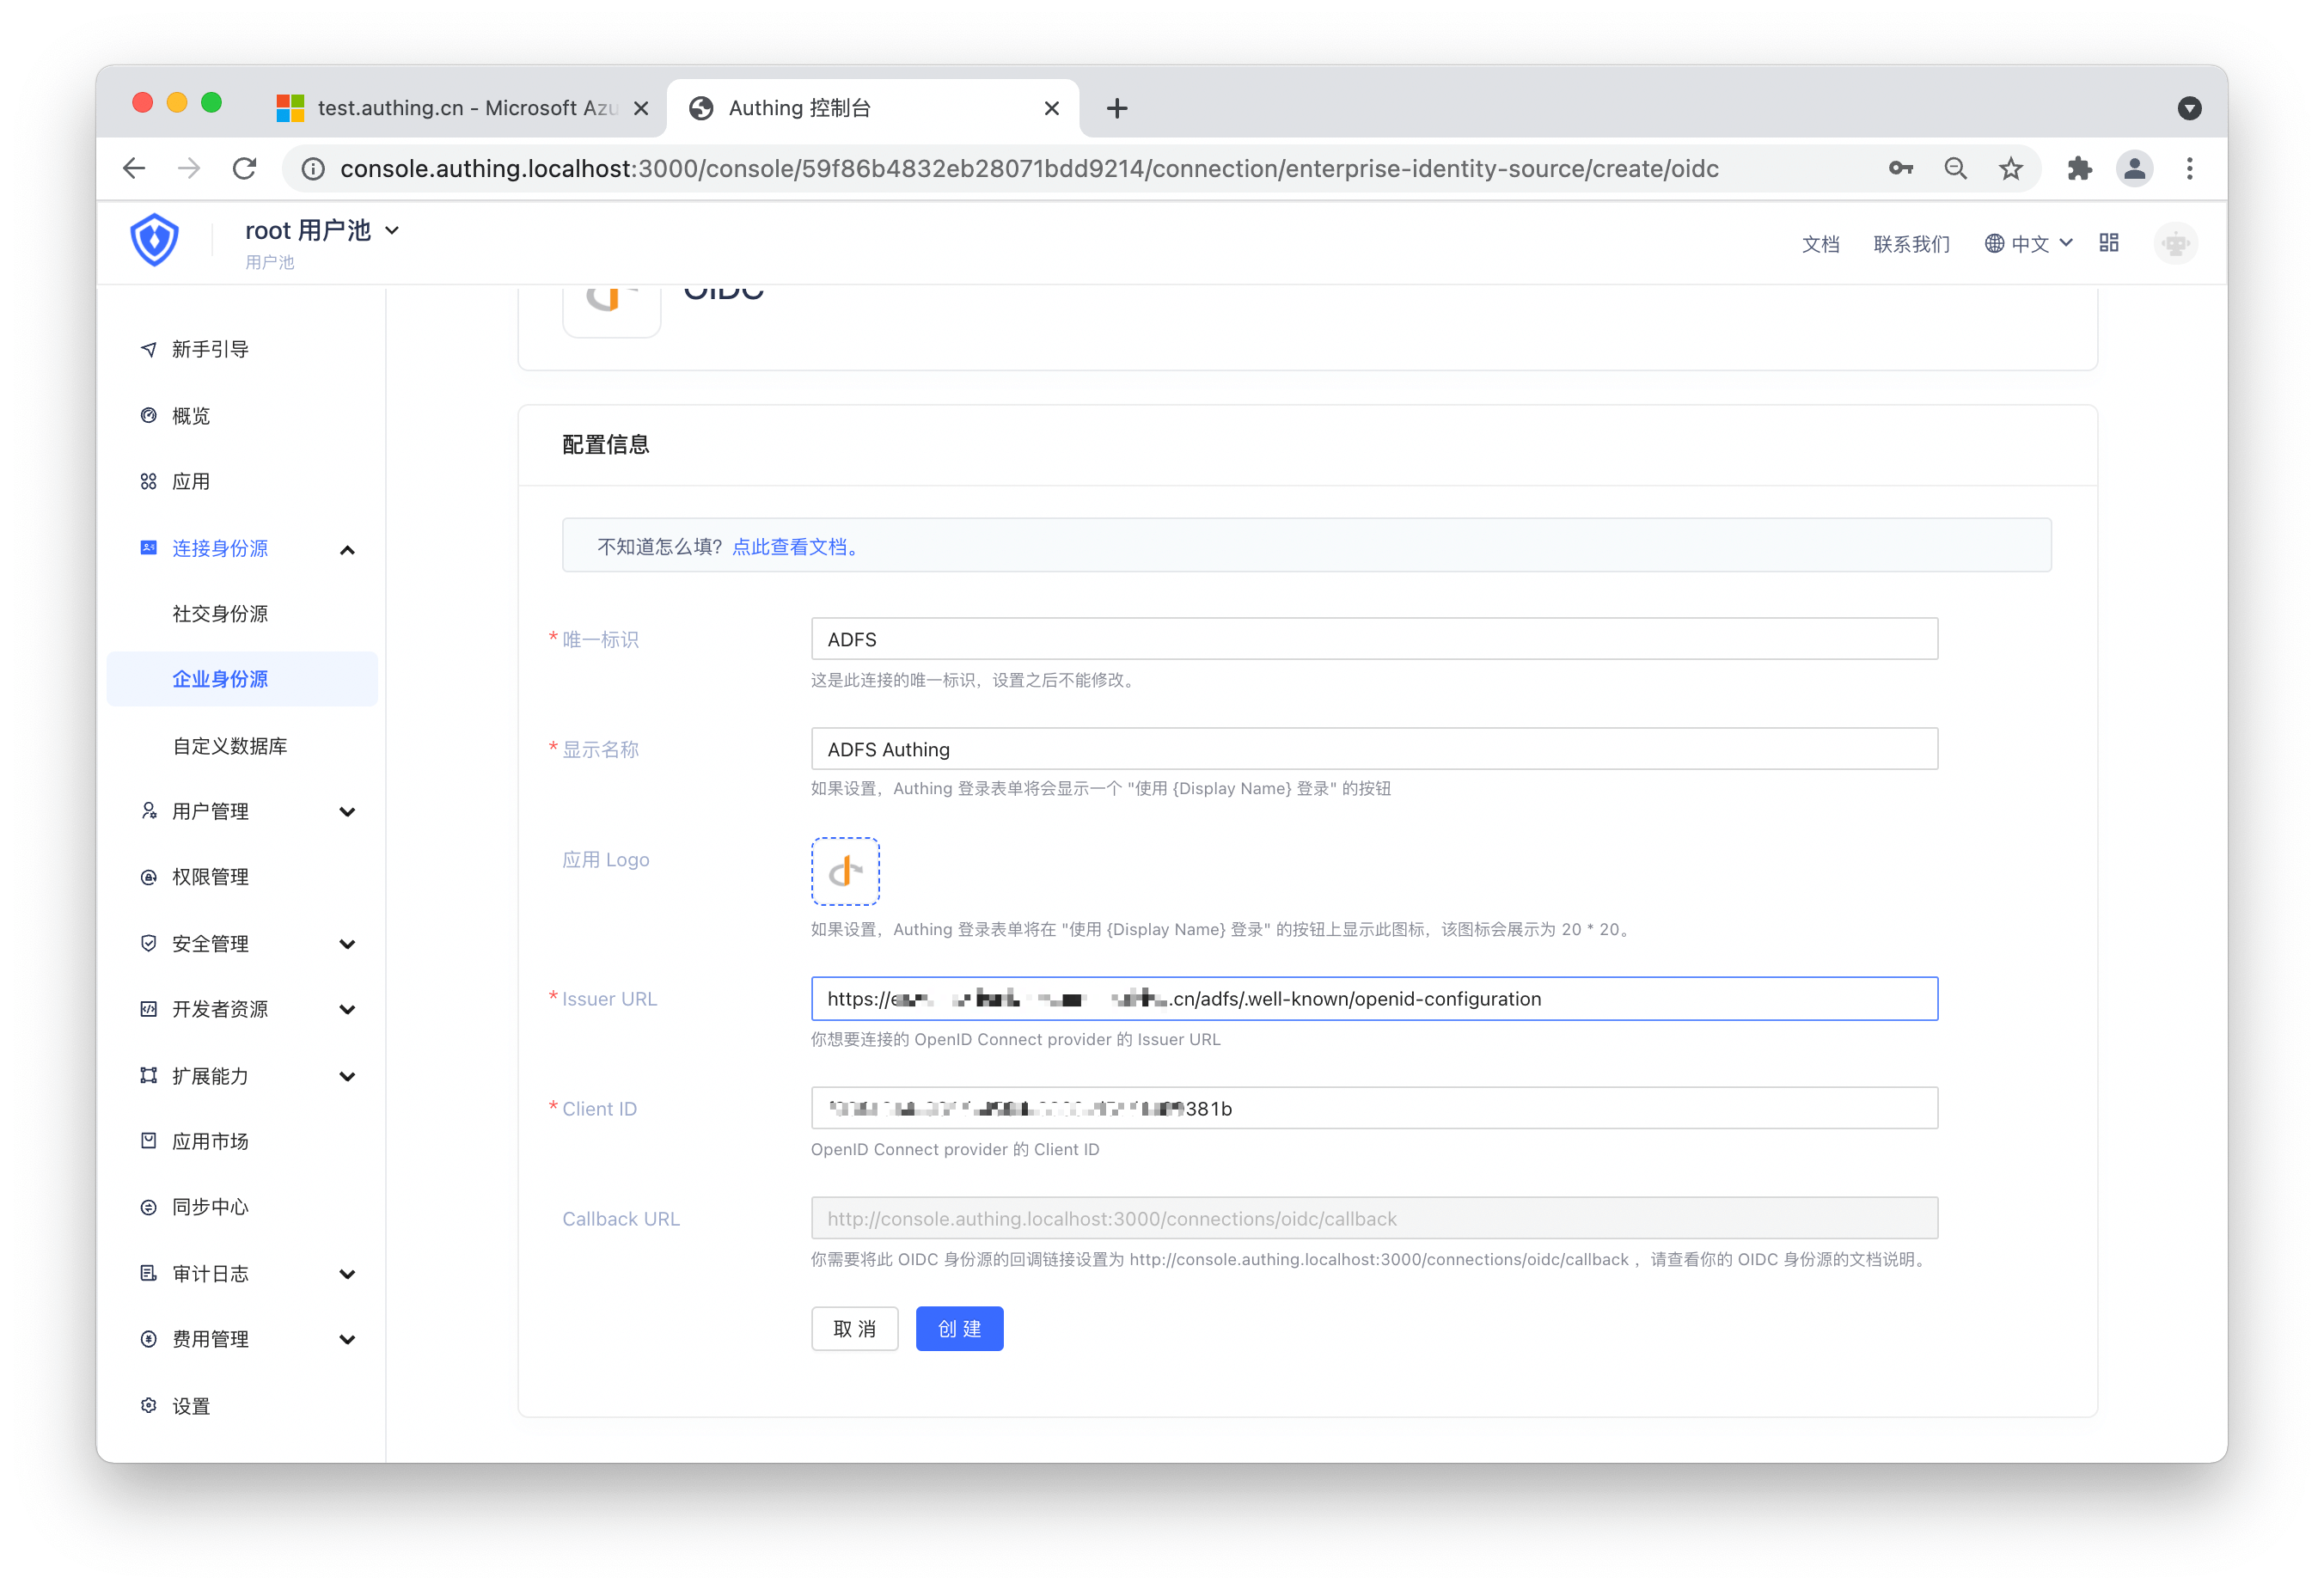 test.authing.cn - Microsoft Azu
Authing 控制台
console.authing.localhost:3000/console/59f86b4832eb28071bdd9214/connection/enterprise-identity-source/create/oidc
root 用户池
用户池
文档
联系我们
中文
新手引导
概览
应用
连接身份源
社交身份源
企业身份源
自定义数据库
用户管理
权限管理
安全管理
开发者资源
扩展能力
应用市场
同步中心
审计日志
费用管理
设置
OIDC
配置信息
不知道怎么填？点此查看文档。
* 唯一标识
ADFS
这是此连接的唯一标识，设置之后不能修改。
* 显示名称
ADFS Authing
如果设置，Authing 登录表单将会显示一个 "使用 {Display Name} 登录" 的按钮
应用 Logo
如果设置，Authing 登录表单将在 "使用 {Display Name} 登录" 的按钮上显示此图标，该图标会展示为 20 * 20。
* Issuer URL
https:// .cn/adfs/.well-known/openid-configuration
你想要连接的 OpenID Connect provider 的 Issuer URL
* Client ID
381b
OpenID Connect provider 的 Client ID
Callback URL
http://console.authing.localhost:3000/connections/oidc/callback
你需要将此 OIDC 身份源的回调链接设置为 http://console.authing.localhost:3000/connections/oidc/callback ，请查看你的 OIDC 身份源的文档说明。
取 消
创 建